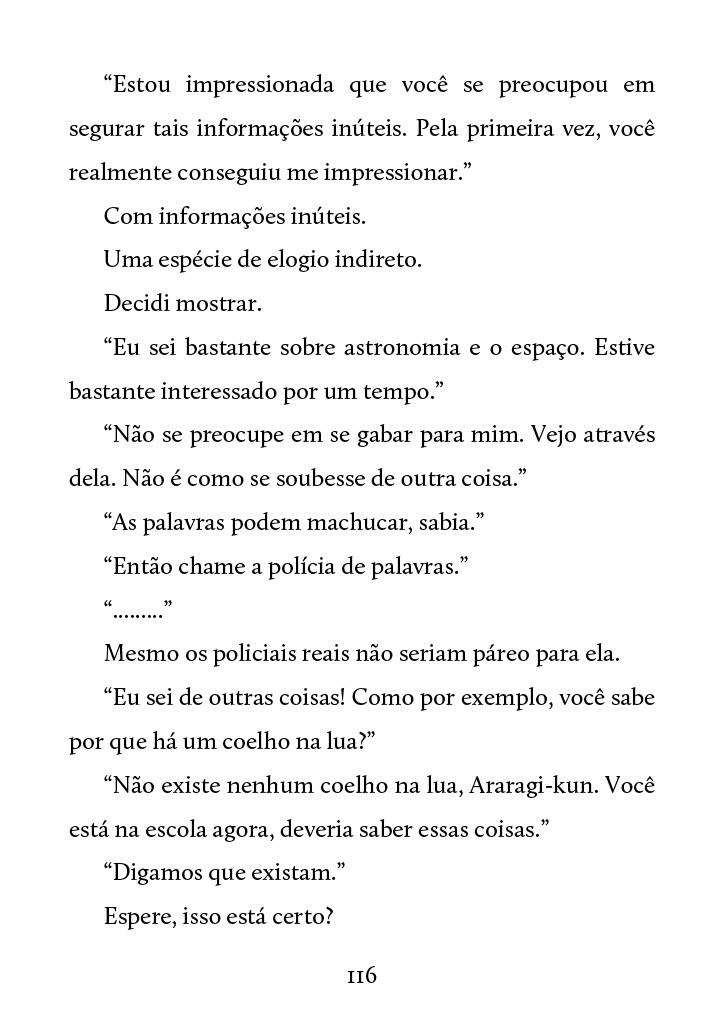 “Estou impressionada que você se preocupou em
segurar tais informações inúteis. Pela primeira vez, você
realmente conseguiu me impressionar.”
Com informações inúteis.
Uma espécie de elogio indireto.
Decidi mostrar.
“Eu sei bastante sobre astronomia e o espaço. Estive
bastante interessado por um tempo.”
“Não se preocupe em se gabar para mim. Vejo através
dela. Não é como se soubesse de outra coisa.”
“As palavras podem machucar, sabia.”
“Então chame a polícia de palavras.”
“.........”
Mesmo os policiais reais não seriam páreo para ela.
“Eu sei de outras coisas! Como por exemplo, você sabe
por que há um coelho na lua?”
“Não existe nenhum coelho na lua, Araragi-kun. Você
está na escola agora, deveria saber essas coisas.”
“Digamos que existam.”
Espere, isso está certo?
116